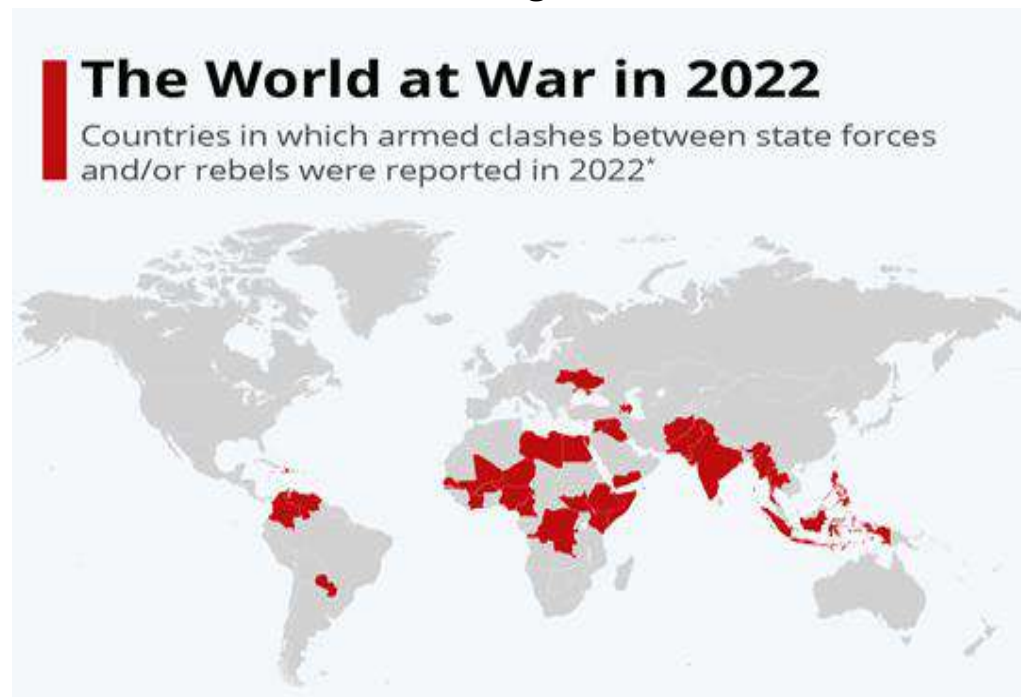 The World at War in 2022
Countries in which armed clashes between state forces
and/or rebels were reported in 2022*